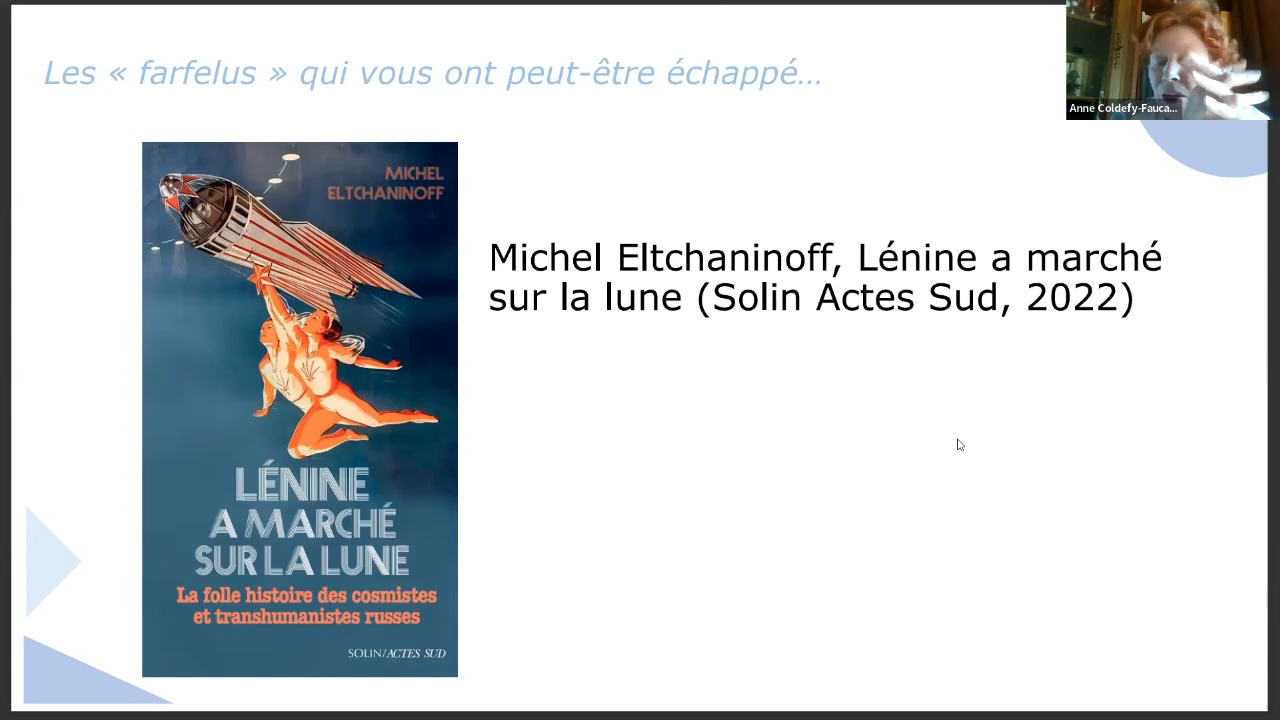 Les « farfelus » qui vous ont peut-être échappé…
Anne Coldefy-Fauca...
MICHEL
ELTCHANINOFF
Michel Eltchaninoff, Lénine a marché
sur la lune (Solin Actes Sud, 2022)
LÉNINE
A MARCHÉ
SUR LA LUNE
La folle histoire des cosmistes
et transhumanistes russes
SOLIN/ACTES SUD